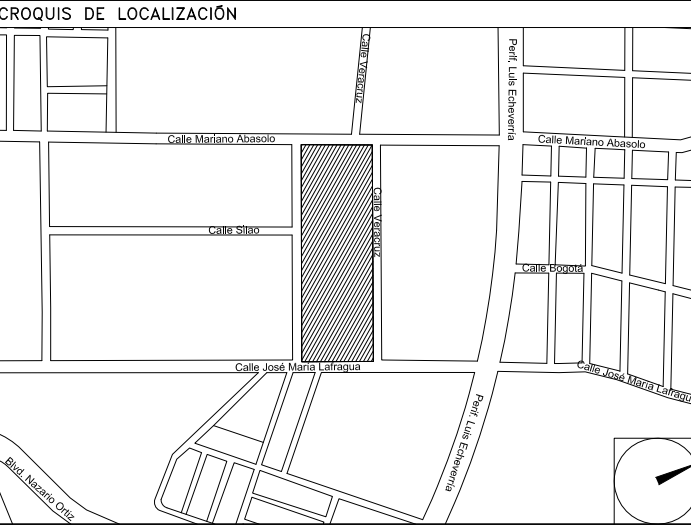 CROQUIS DE LOCALIZACIÓN
Calle Veracruz
Perif. Luis Echeverría
Calle Mariano Abasolo
Calle Mariano Abasolo
Calle Veracruz
Calle Silao
Calle Bogotá
Calle José María Lafragua
Calle José María Lafragu
Perif. Luis Echeverría
Blvd. Nazario Ortiz